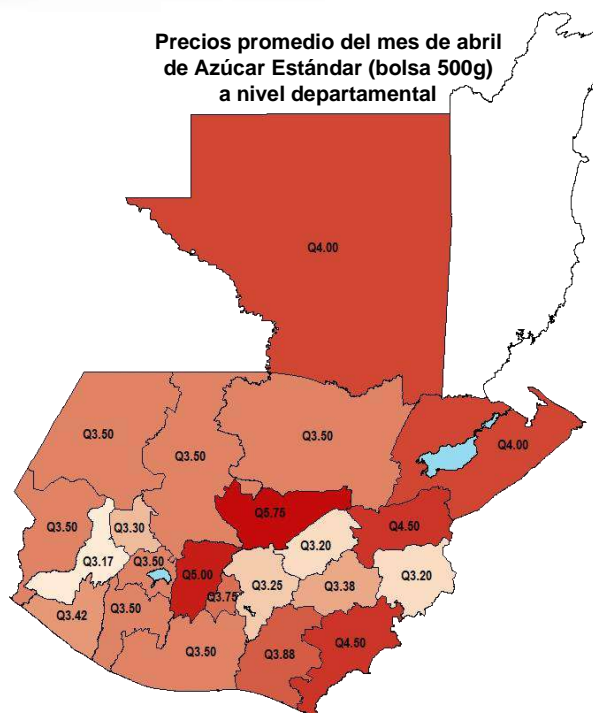 Precios promedio del mes de abril
de Azúcar Estándar (bolsa 500g)
a nivel departamental
Q4.00
Q3.50
Q3.50
Q3.50
Q4.00
Q5.75
Q4.50
Q3.50
Q3.30
Q3.20
Q3.17
Q3.50
Q5.00
Q3.25
Q3.38
Q3.20
Q3.75
Q3.42
Q3.50
Q3.50
Q3.88
Q4.50